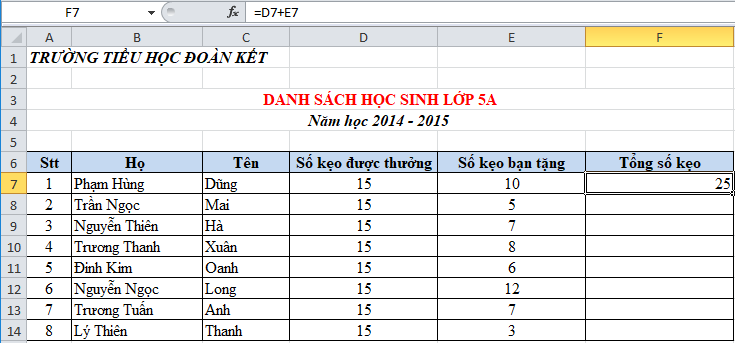 F7 fx =D7+E7
A B C D E F
1 TRƯỜNG TIỂU HỌC ĐOÀN KẾT
2
3 DANH SÁCH HỌC SINH LỚP 5A
4 Năm học 2014 - 2015
5
6 Stt Họ Tên Số kẹo được thưởng Số kẹo bạn tặng Tổng số kẹo
7 1 Phạm Hùng Dũng 15 10 25
8 2 Trần Ngọc Mai 15 5
9 3 Nguyễn Thiên Hà 15 7
10 4 Trương Thanh Xuân 15 8
11 5 Đinh Kim Oanh 15 6
12 6 Nguyễn Ngọc Long 15 12
13 7 Trương Tuấn Anh 15 7
14 8 Lý Thiên Thanh 15 3